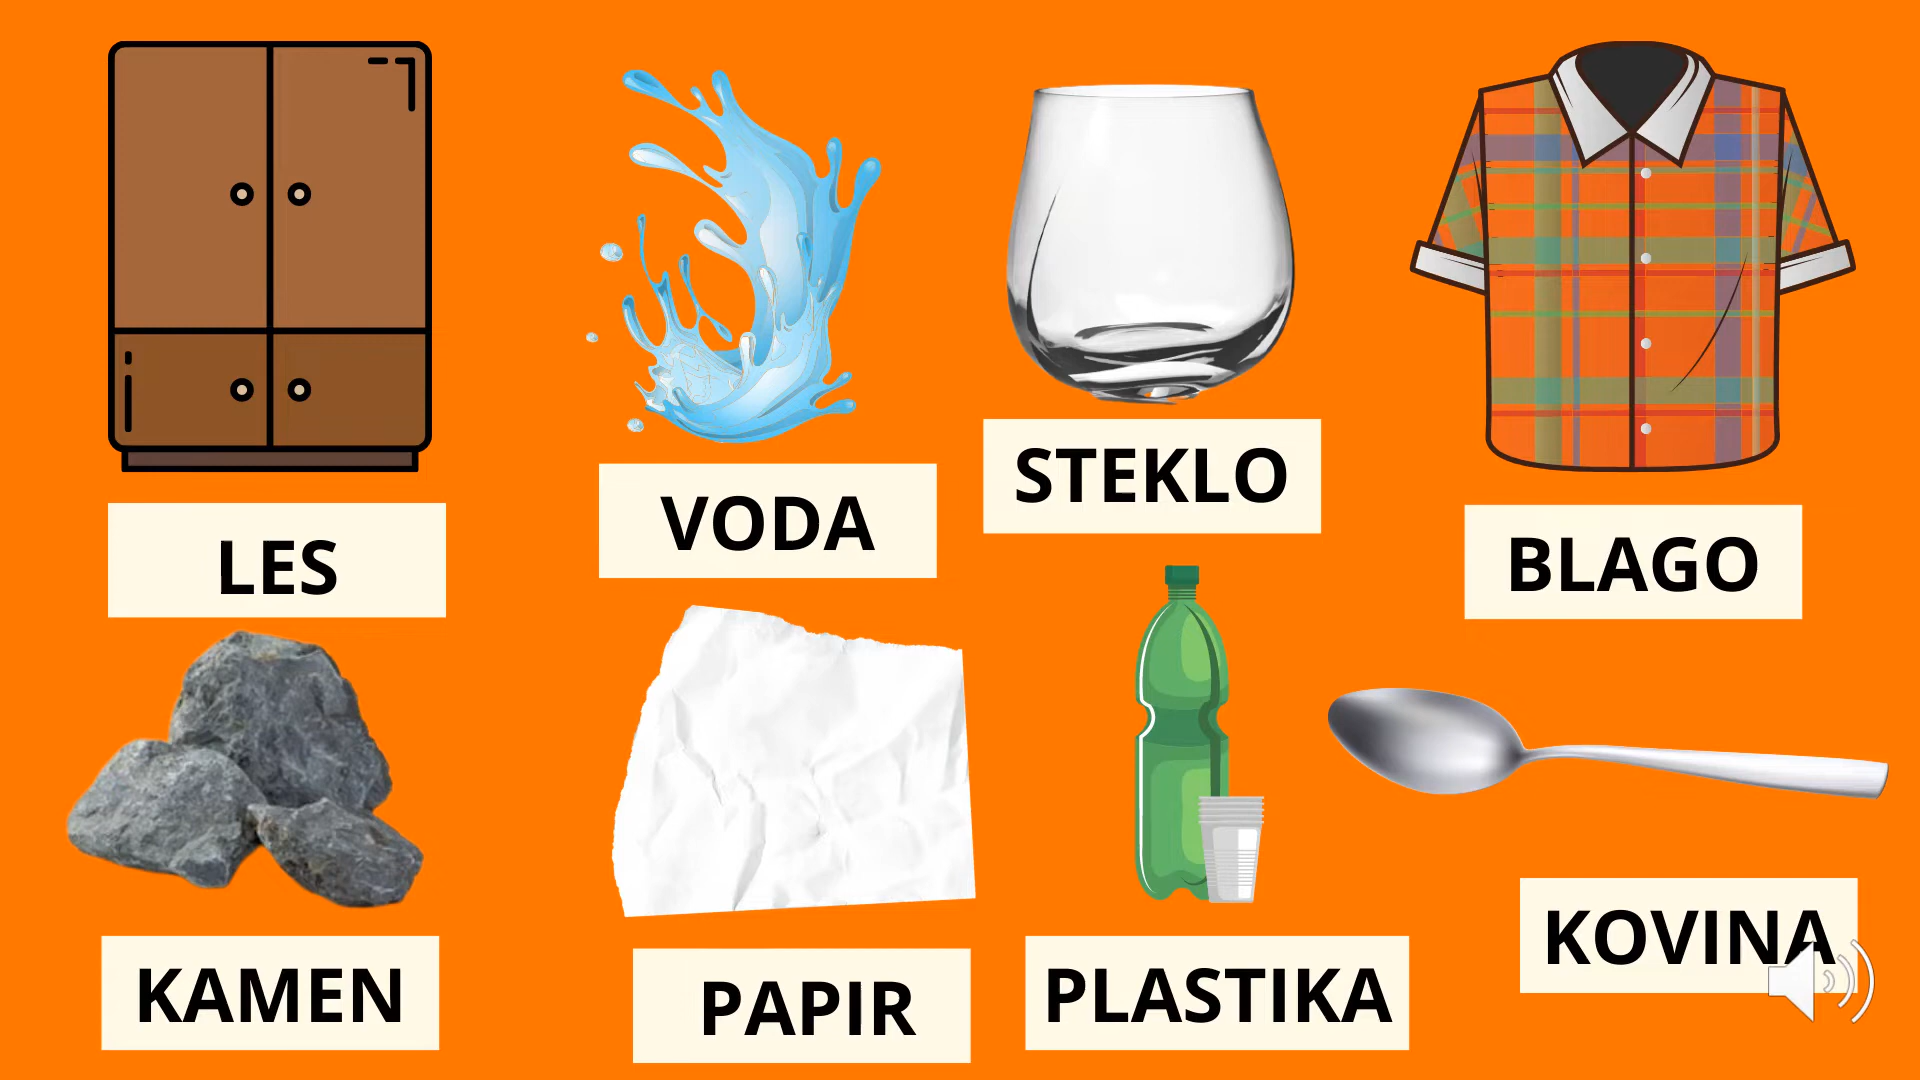 LES
VODA
STEKLO
BLAGO
KAMEN
PAPIR
PLASTIKA
KOVINA